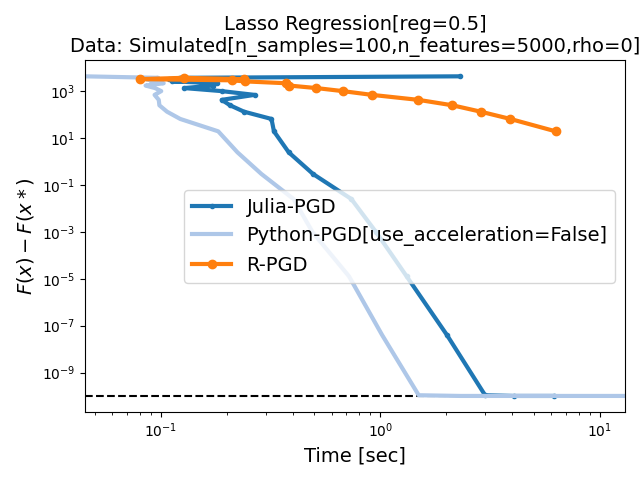 Lasso Regression[reg=0.5]
Data: Simulated[n_samples=100,n_features=5000,rho=0]
10³
10¹
10⁻¹
10⁻³
10⁻⁵
10⁻⁷
10⁻⁹
F(x) − F(x*)
Julia-PGD
Python-PGD[use_acceleration=False]
R-PGD
10⁻¹
10⁰
10¹
Time [sec]